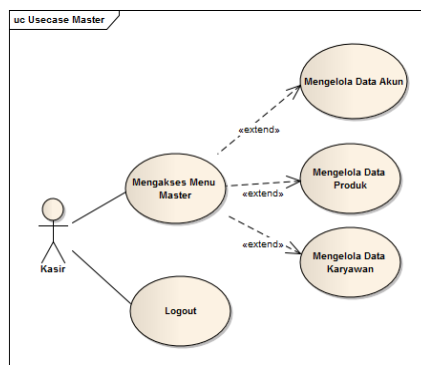 uc Usecase Master
Mengelola Data Akun
«extend»
Mengakses Menu
Master
«extend»
Mengelola Data
Produk
«extend»
Mengelola Data
Karyawan
Kasir
Logout